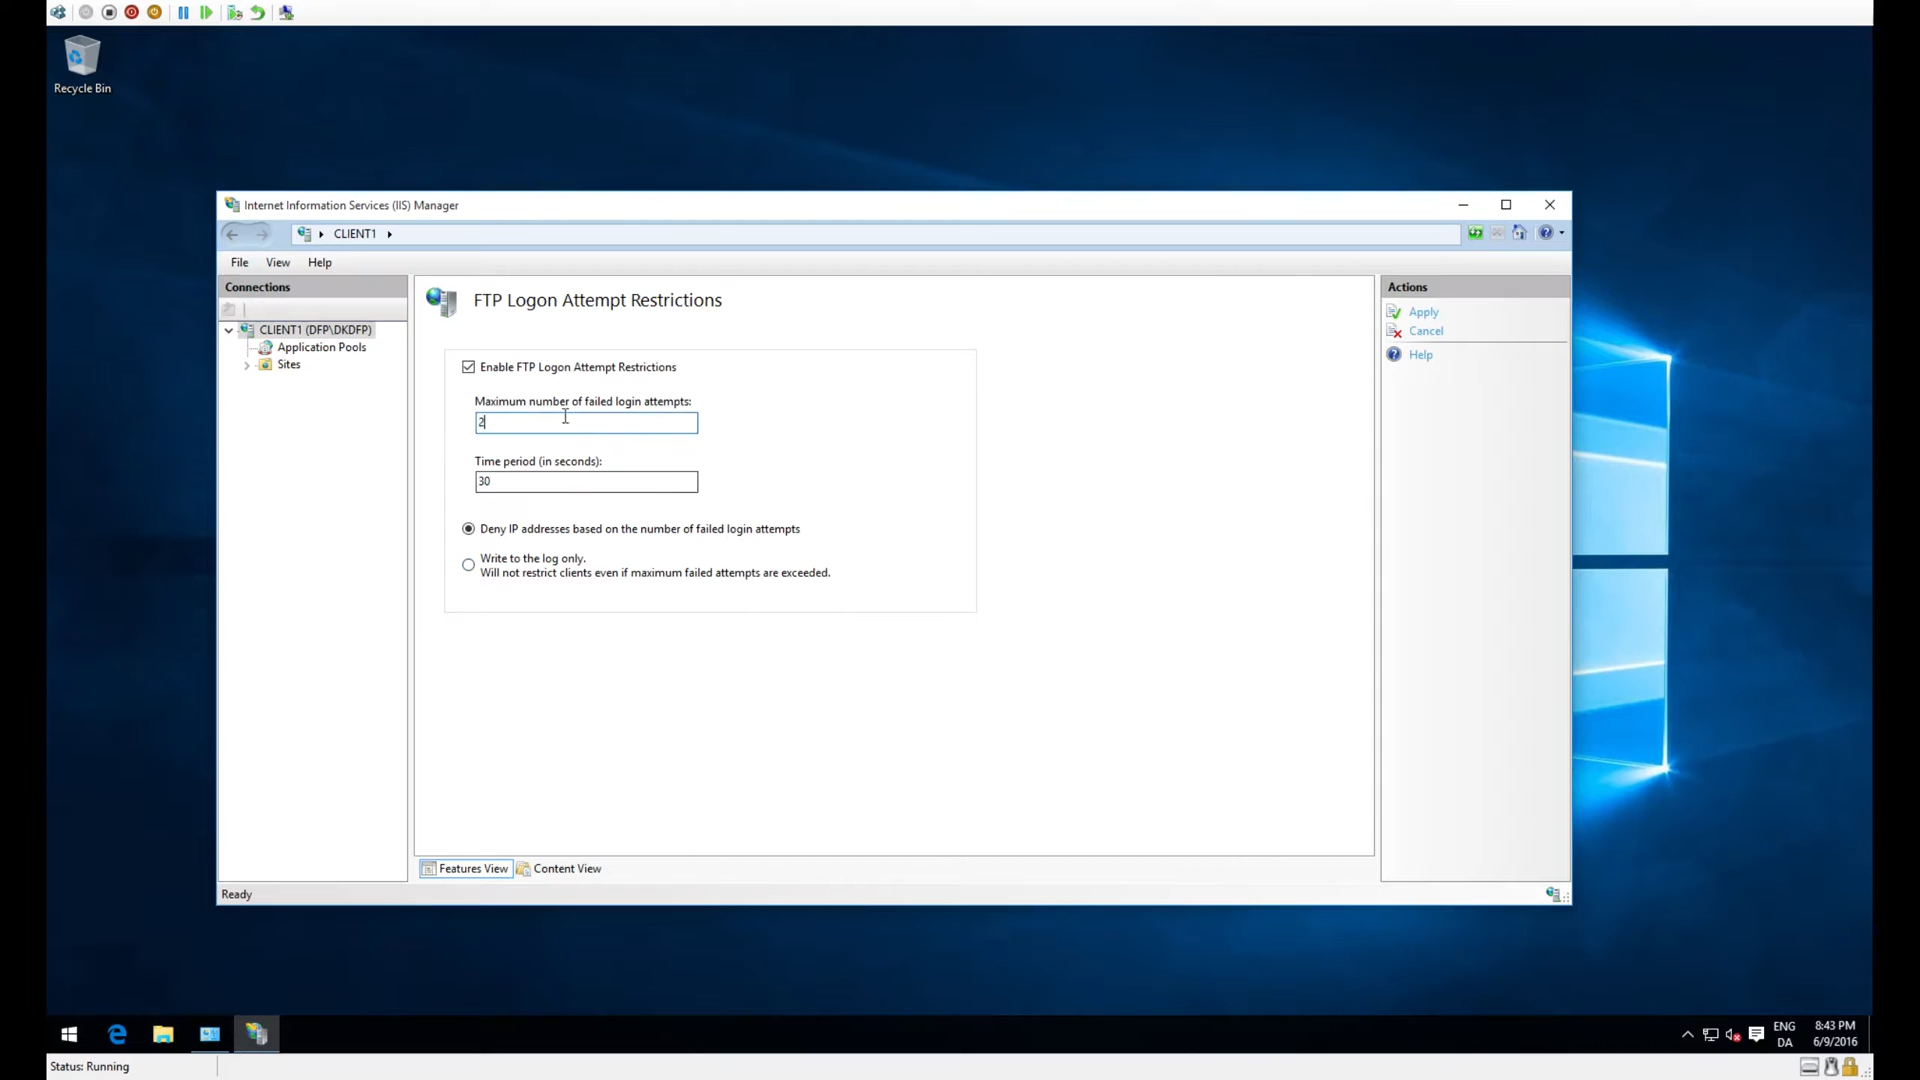 Recycle Bin
Internet Information Services (IIS) Manager
CLIENT1
File View Help
Connections
CLIENT1 (DFP\DKDFP)
Application Pools
Sites
FTP Logon Attempt Restrictions
Enable FTP Logon Attempt Restrictions
Maximum number of failed login attempts:
2
Time period (in seconds):
30
Deny IP addresses based on the number of failed login attempts
Write to the log only.
Will not restrict clients even if maximum failed attempts are exceeded.
Actions
Apply
Cancel
Help
Features View
Content View
Ready
ENG
DA
8:43 PM
6/9/2016
Status: Running